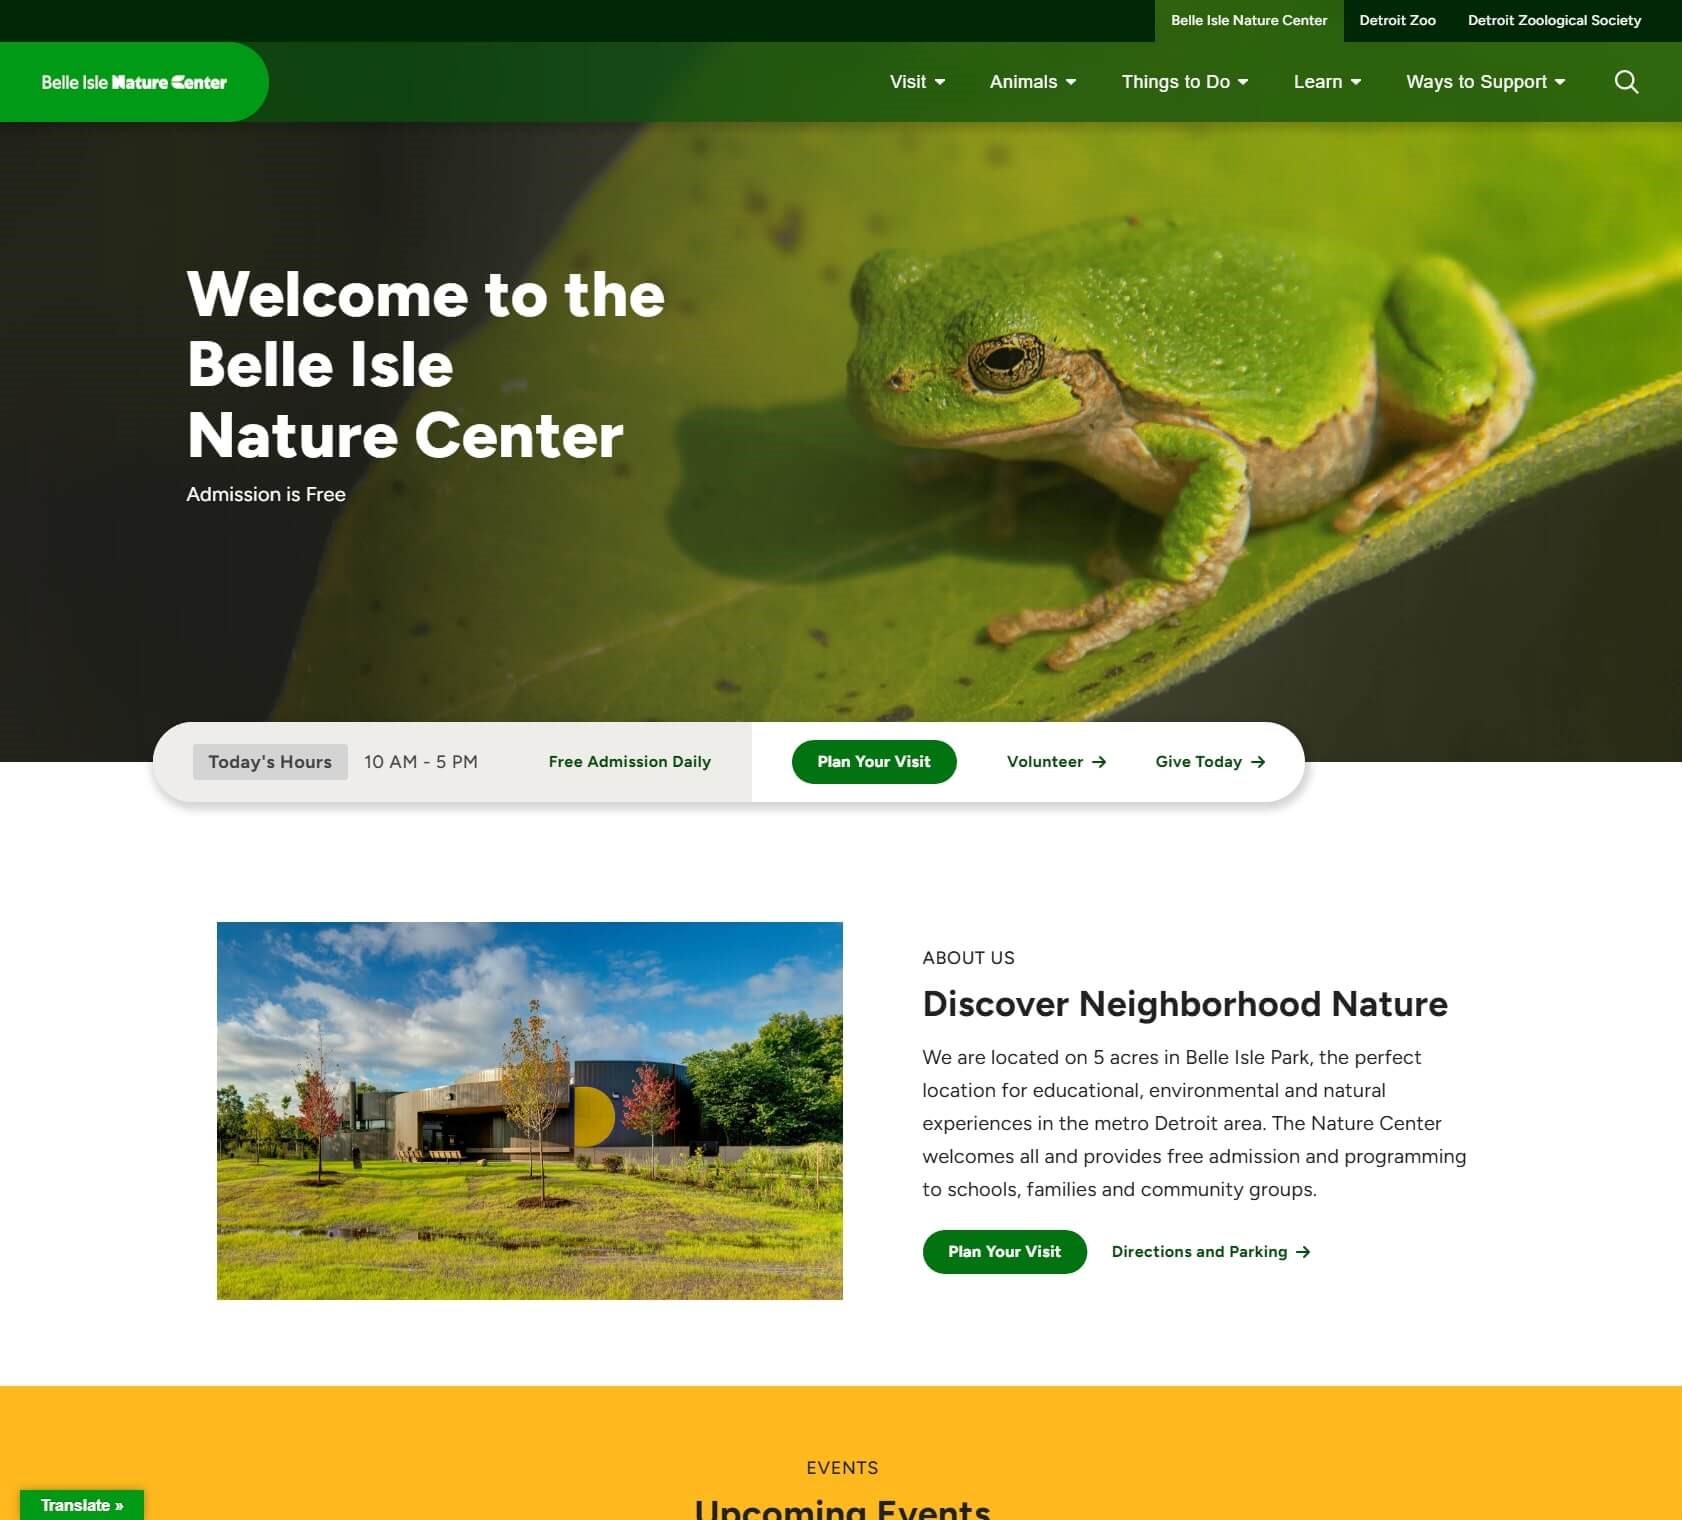 Belle Isle Nature Center
Detroit Zoo
Detroit Zoological Society
Belle Isle Nature Center
Visit
Animals
Things to Do
Learn
Ways to Support
Welcome to the
Belle Isle
Nature Center
Admission is Free
Today's Hours
10 AM - 5 PM
Free Admission Daily
Plan Your Visit
Volunteer →
Give Today →
ABOUT US
Discover Neighborhood Nature
We are located on 5 acres in Belle Isle Park, the perfect
location for educational, environmental and natural
experiences in the metro Detroit area. The Nature Center
welcomes all and provides free admission and programming
to schools, families and community groups.
Plan Your Visit
Directions and Parking →
EVENTS
Upcoming Events
Translate »